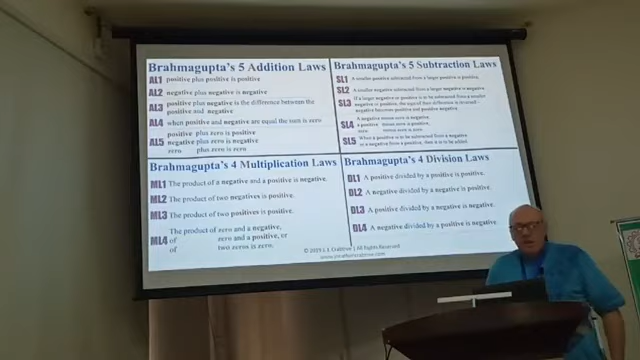 Brahmagupta's 5 Addition Laws
AL1 positive plus positive is positive
AL2 negative plus negative is negative
AL3 positive plus negative is the difference between the
positive and negative
AL4 when positive and negative are equal the sum is zero
positive plus zero is positive
AL5 negative plus zero is negative
zero plus zero is zero
Brahmagupta's 5 Subtraction Laws
SL1 A smaller positive subtracted from a larger positive is positive.
SL2 A smaller negative subtracted from a larger negative is negative.
If a larger negative or positive is to be subtracted from a smaller
SL3 negative or positive, the sign of their difference is reversed -
negative becomes positive and positive negative
A negative minus zero is negative,
SL4 a positive minus zero is positive,
zero minus zero is zero
When a positive is to be subtracted from a negative
SL5 or a negative from a positive, then it is to be added.
Brahmagupta's 4 Multiplication Laws
ML1 The product of a negative and a positive is negative.
ML2 The product of two negatives is positive.
ML3 The product of two positives is positive.
The product of zero and a negative,
ML4 of zero and a positive, or
of two zeros is zero.
Brahmagupta's 4 Division Laws
DL1 A positive divided by a positive is positive.
DL2 A negative divided by a negative is positive.
DL3 A positive divided by a negative is negative.
DL4 A negative divided by a positive is negative.
Crabtree | All Rights Reserved